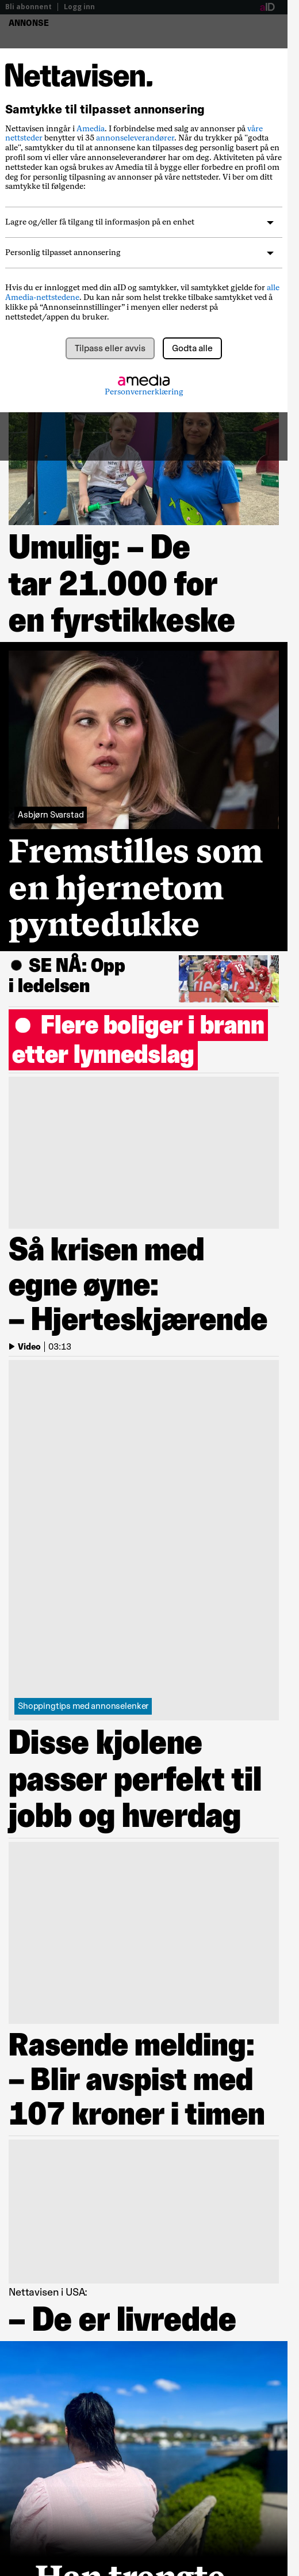 Bli abonnent | Logg inn
aID
ANNONSE
Nettavisen.
Samtykke til tilpasset annonsering
Nettavisen inngår i Amedia. I forbindelse med salg av annonser på våre
nettsteder benytter vi 35 annonseleverandører. Når du trykker på "godta
alle", samtykker du til at annonsene kan tilpasses deg personlig basert på en
profil som vi eller våre annonseleverandører har om deg. Aktiviteten på våre
nettsteder kan også brukes av Amedia til å bygge eller forbedre en profil om
deg for personlig tilpasning av annonser på våre nettsteder. Vi ber om ditt
samtykke til følgende:
Lagre og/eller få tilgang til informasjon på en enhet
Personlig tilpasset annonsering
Hvis du er innlogget med din aID og samtykker, vil samtykket gjelde for alle
Amedia-nettstedene. Du kan når som helst trekke tilbake samtykket ved å
klikke på “Annonseinnstillinger” i menyen eller nederst på
nettstedet/appen du bruker.
Tilpass eller avvis
Godta alle
amedia
Personvernerklæring
Umulig: – De
tar 21.000 for
en fyrstikkeske
Asbjørn Svarstad
Fremstilles som
en hjernetom
pyntedukke
SE NÅ: Opp
i ledelsen
Flere boliger i brann
etter lynnedslag
Så krisen med
egne øyne:
– Hjerteskjærende
Video | 03:13
Shoppingtips med annonselenker
Disse kjolene
passer perfekt til
jobb og hverdag
Rasende melding:
– Blir avspist med
107 kroner i timen
Nettavisen i USA:
– De er livredde